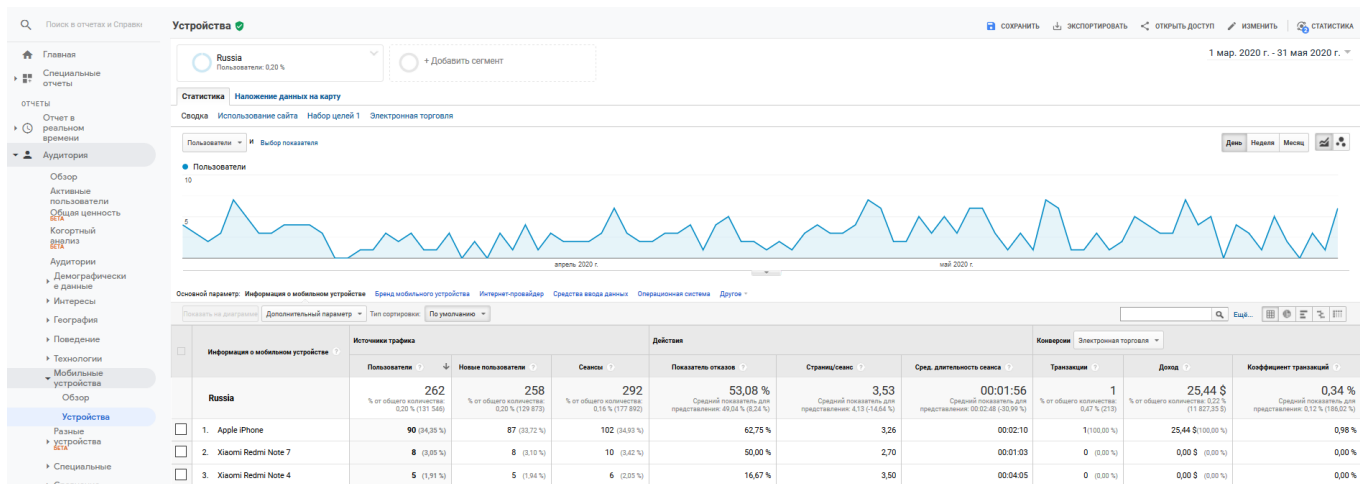 Поиск в отчетах и Справке
Устройства
СОХРАНИТЬ ЭКСПОРТИРОВАТЬ ОТКРЫТЬ ДОСТУП ИЗМЕНИТЬ СТАТИСТИКА
Главная
Специальные
отчеты
ОТЧЕТЫ
Отчет в
реальном
времени
Аудитория
Обзор
Активные
пользователи
Общая ценность
БЕТА
Когортный
анализ
БЕТА
Аудитории
Демографически
е данные
Интересы
География
Поведение
Технологии
Мобильные
устройства
Обзор
Устройства
Разные
устройства
БЕТА
Специальные
Russia
Пользователи: 0,20 %
+ Добавить сегмент
1 мар. 2020 г. - 31 мая 2020 г.
Статистика Наложение данных на карту
Сводка Использование сайта Набор целей 1 Электронная торговля
Пользователи И Выбор показателя
День Неделя Месяц
Пользователи
10
5
апрель 2020 г. май 2020 г.
Основной параметр: Информация о мобильном устройстве Бренд мобильного устройства Интернет-провайдер Средства ввода данных Операционная система Другое
Показать на диаграмме Дополнительный параметр Тип сортировки: По умолчанию Ещё...
Информация о мобильном устройстве Источники трафика Действия Конверсии Электронная торговля
Пользователи Новые пользователи Сеансы Показатель отказов Страниц/сеанс Сред. длительность сеанса Транзакции Доход Коэффициент транзакций
Russia 262 258 292 53,08 % 3,53 00:01:56 1 25,44 $ 0,34 %
% от общего количества: % от общего количества: % от общего количества: Средний показатель для Средний показатель для Средний показатель для % от общего количества: % от общего количества: 0,22 % Средний показатель для
0,20 % (131 546) 0,20 % (129 873) 0,16 % (177 892) представления: 49,04 % (8,24 %) представления: 4,13 (-14,64 %) представления: 00:02:48 (-30,99 %) 0,47 % (213) (11 827,35 $) представления: 0,12 % (186,02 %)
1. Apple iPhone 90 (34,35 %) 87 (33,72 %) 102 (34,93 %) 62,75 % 3,26 00:02:10 1 (100,00 %) 25,44 $ (100,00 %) 0,98 %
2. Xiaomi Redmi Note 7 8 (3,05 %) 8 (3,10 %) 10 (3,42 %) 50,00 % 2,70 00:01:03 0 (0,00 %) 0,00 $ (0,00 %) 0,00 %
3. Xiaomi Redmi Note 4 5 (1,91 %) 5 (1,94 %) 6 (2,05 %) 16,67 % 3,50 00:04:05 0 (0,00 %) 0,00 $ (0,00 %) 0,00 %